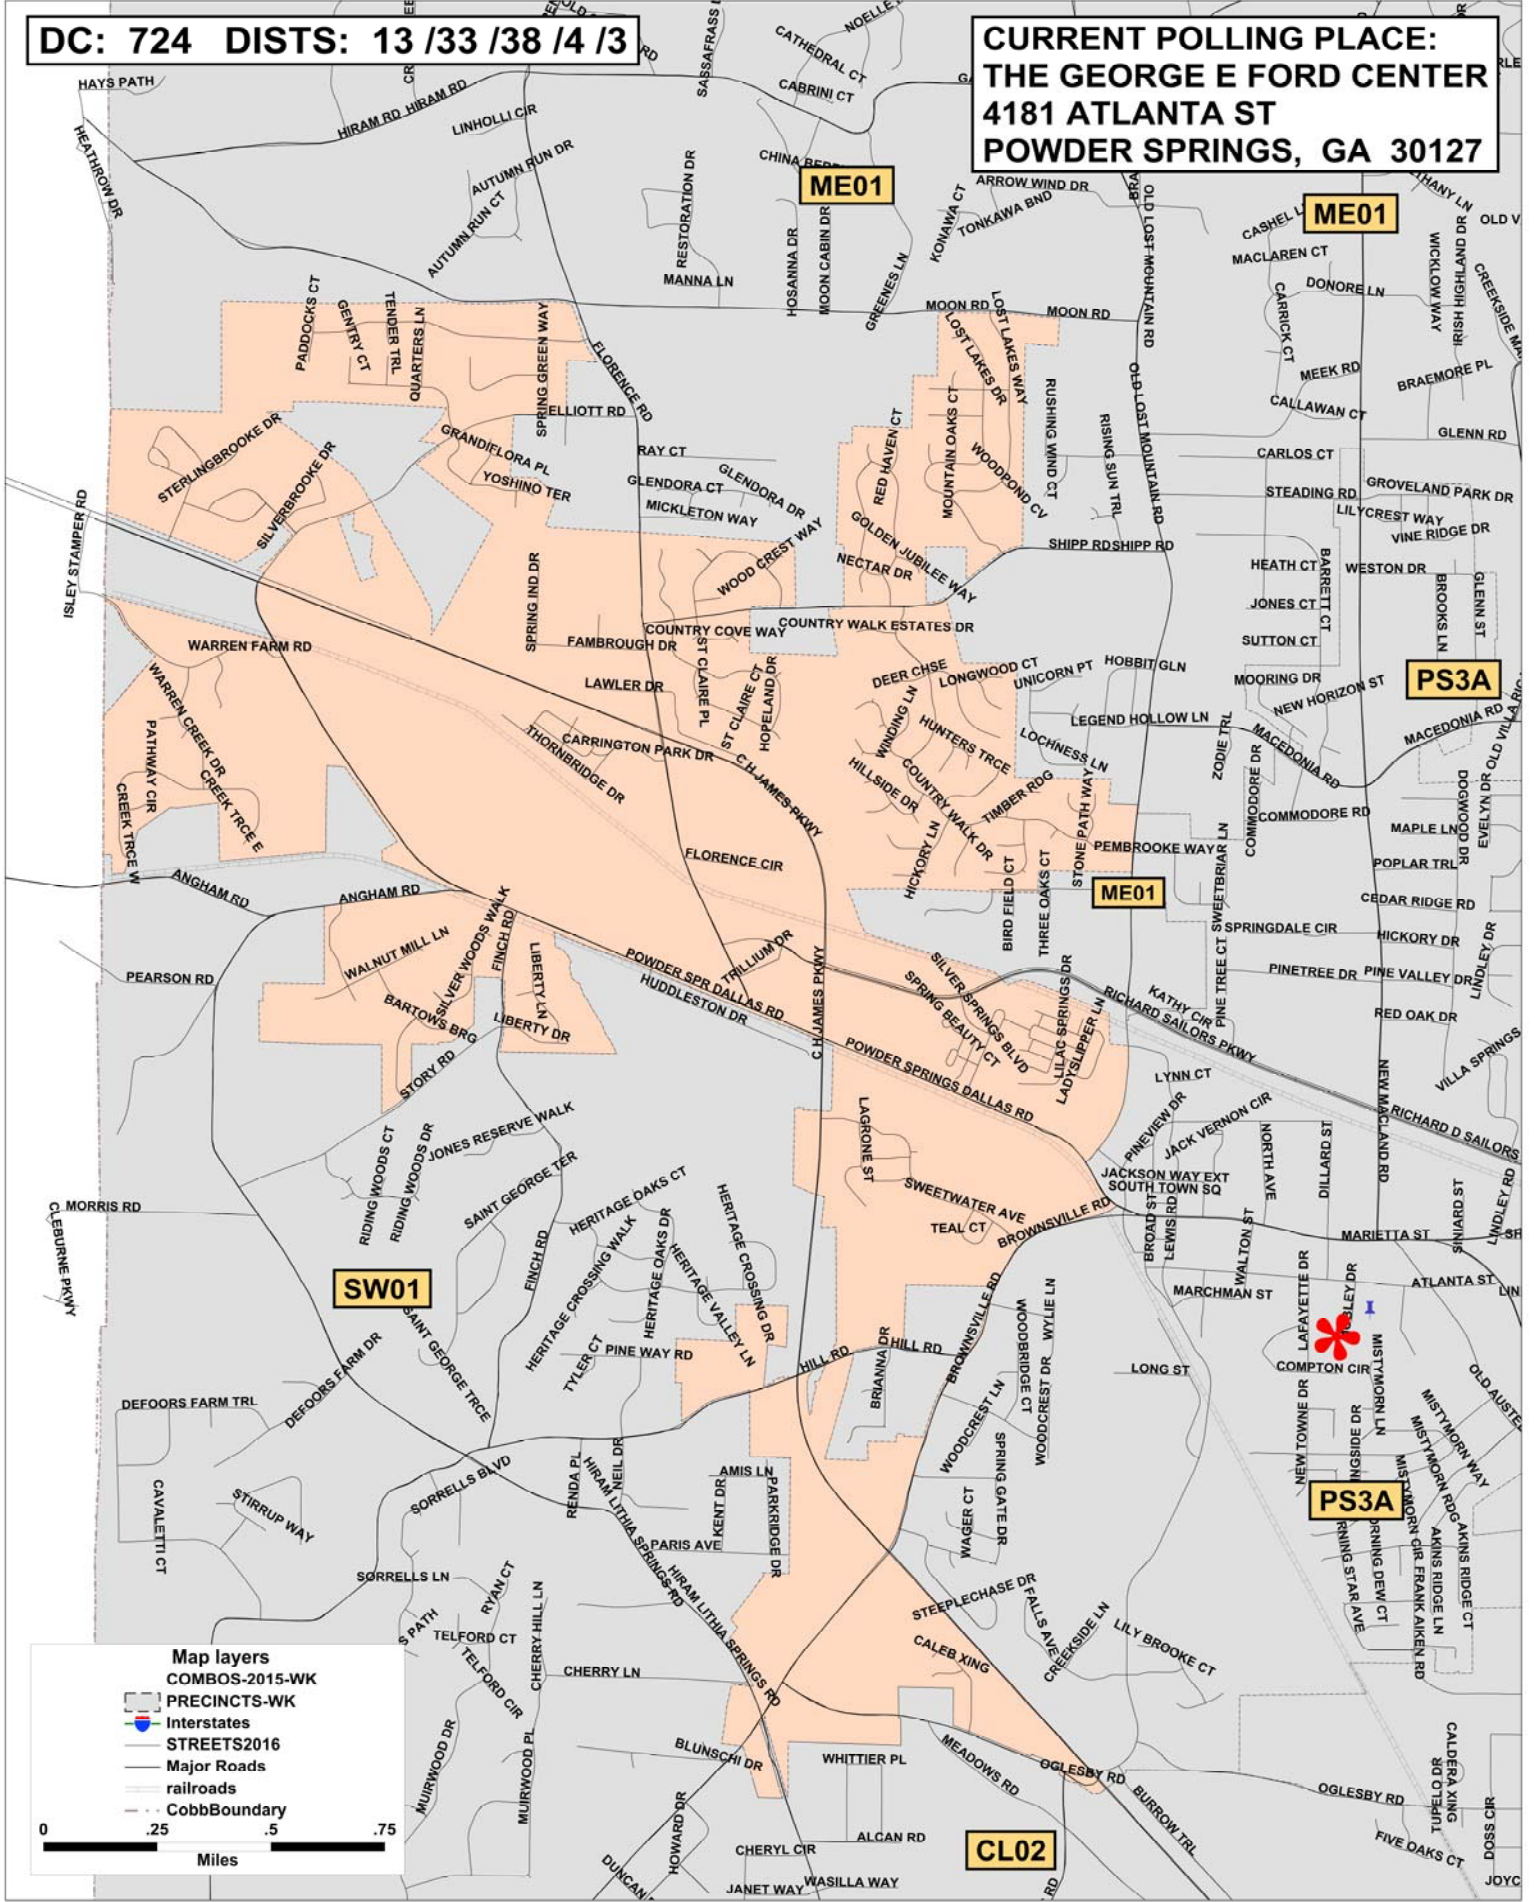 DC: 724 DISTS: 13 /33 /38 /4 /3
CURRENT POLLING PLACE:
THE GEORGE E FORD CENTER
4181 ATLANTA ST
POWDER SPRINGS, GA 30127
HAYS PATH
HIRAM RD
HIRAM RD
LINHOLLI CIR
SASSAFRASS
CATHEDRAL CT
CABRINI CT
HEATHROW DR
AUTUMN RUN DR
AUTUMN RUN CT
RESTORATION DR
MANNA LN
ME01
HOSANNA DR
MOON CABIN DR
GREENES LN
KONAWA CT
ARROW WIND DR
TONKAWA BND
OLD LOST MOUNTAIN RD
ME01
MACLAREN CT
DONORE LN
WICKLOW WAY
IRISH HIGHLAND DR
PADDOCKS CT
GENTRY CT
TENDER TRL
QUARTERS LN
SPRING GREEN WAY
FLORENCE RD
MOON RD
MOON RD
LOST LAKES WAY
LOST LAKES DR
CARRICK CT
MEEK RD
BRAEMORE PL
CALLAWAN CT
GLENN RD
ELLIOTT RD
STERLINGBROOKE DR
SILVERBROOKE DR
GRANDIFLORA PL
YOSHINO TER
RAY CT
GLENDORA CT
GLENDORA DR
MICKLETON WAY
WOOD CREST WAY
RED HAVEN CT
MOUNTAIN OAKS CT
WOODPOND CV
RUSHING WIND CT
RISING SUN TRL
OLD LOST MOUNTAIN RD
CARLOS CT
STEADING RD
GROVELAND PARK DR
LILYCREST WAY
VINE RIDGE DR
ISLEY STAMPER RD
GOLDEN JUBILEE WAY
NECTAR DR
SHIPP RD
SHIPP RD
HEATH CT
BARRETT CT
WESTON DR
BROOKS LN
GLENN ST
JONES CT
SUTTON CT
WARREN FARM RD
SPRING IND DR
FAMBROUGH DR
COUNTRY COVE WAY
COUNTRY WALK ESTATES DR
LAWLER DR
ST CLAIRE PL
ST CLAIRE CT
HOPELAND DR
DEER CHSE
LONGWOOD CT
UNICORN PT
HOBBIT GLN
MOORING DR
NEW HORIZON ST
PS3A
WARREN CREEK DR
PATHWAY CIR
CREEK TRCE E
CREEK TRCE W
CARRINGTON PARK DR
THORNBRIDGE DR
C H JAMES PKWY
WINDING LN
HUNTERS TRCE
LEGEND HOLLOW LN
LOCHNESS LN
ZODIE TRL
MACEDONIA RD
MACEDONIA RD
HILLSIDE DR
COUNTRY WALK DR
TIMBER RDG
STONE PATH WAY
COMMODORE DR
COMMODORE RD
DOGWOOD DR
EVELYN DR
MAPLE LN
POPLAR TRL
FLORENCE CIR
HICKORY LN
PEMBROOKE WAY
SWEETBRIAR LN
ANGHAM RD
ANGHAM RD
ME01
BIRD FIELD CT
THREE OAKS CT
CEDAR RIDGE RD
SPRINGDALE CIR
HICKORY DR
LINDLEY DR
WALNUT MILL LN
SILVER WOODS WALK
FINCH RD
LIBERTY LN
LIBERTY DR
BARTOWS BRG
STORY RD
PEARSON RD
POWDER SPR DALLAS RD
HUDDLESTON DR
TRILLIUM DR
C H JAMES PKWY
SILVER SPRINGS BLVD
SPRING BEAUTY CT
LILAC SPRINGS DR
LADYSLIPPER LN
PINETREE DR
PINE VALLEY DR
PINE TREE CT
KATHY CIR
RICHARD SAILORS PKWY
RED OAK DR
VILLA SPRINGS
POWDER SPRINGS DALLAS RD
LYNN CT
PINEVIEW DR
JACK VERNON CIR
NEW MACLAND RD
RICHARD D SAILORS
JONES RESERVE WALK
RIDING WOODS CT
RIDING WOODS DR
SAINT GEORGE TER
LAGRONE ST
JACKSON WAY EXT
SOUTH TOWN SQ
NORTH AVE
DILLARD ST
MORRIS RD
CLEBURNE PKWY
HERITAGE OAKS CT
HERITAGE CROSSING WALK
HERITAGE OAKS DR
HERITAGE VALLEY LN
HERITAGE CROSSING DR
FINCH RD
SWEETWATER AVE
TEAL CT
BROWNSVILLE RD
BROAD ST
LEWIS RD
WALTON ST
MARIETTA ST
SINIARD ST
LINDLEY RD
SW01
SAINT GEORGE TRCE
TYLER CT
PINE WAY RD
HILL RD
HILL RD
BRIANNA DR
BROWNSVILLE RD
WOODBRIDGE CT
WYLIE LN
WOODCREST DR
WOODCREST LN
MARCHMAN ST
LAFAYETTE DR
ATLANTA ST
LONG ST
COMPTON CIR
MISTYMORN LN
DEFOORS FARM DR
DEFOORS FARM TRL
CAVALETTI CT
STIRRUP WAY
SORRELLS BLVD
RENDA PL
NEIL DR
HIRAM LITHIA SPRINGS RD
AMIS LN
KENT DR
PARKRIDGE DR
PARIS AVE
WAGER CT
SPRING GATE DR
NEW TOWNE DR
MISTYMORN WAY
MISTYMORN RDG
MISTYMORN CIR
PS3A
SORRELLS LN
RYAN CT
TELFORD CT
TELFORD CIR
CHERRY HILL LN
CHERRY LN
HIRAM LITHIA SPRINGS RD
STEEPLECHASE DR
FALLS AVE
CREEKSIDE LN
LILY BROOKE CT
CALEB XING
FRANK AIKEN RD
AKINS RIDGE LN
AKINS RIDGE CT
MUIRWOOD DR
MUIRWOOD PL
BLUNSCHI DR
WHITTIER PL
MEADOWS RD
OGLESBY RD
BURROW TRL
OGLESBY RD
CALDERA XING
TUPELO DR
DOSS CIR
FIVE OAKS CT
HOWARD DR
CHERYL CIR
ALCAN RD
CL02
JANET WAY
WASILLA WAY
Map layers
COMBOS-2015-WK
PRECINCTS-WK
Interstates
STREETS2016
Major Roads
railroads
CobbBoundary
0 .25 .5 .75
Miles